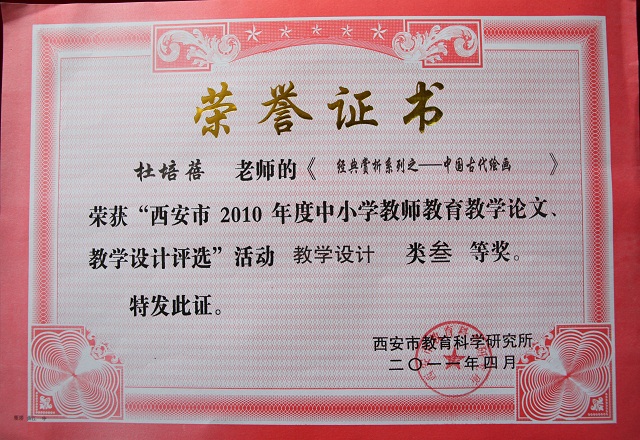 荣誉证书
杜培蓓 老师的《 经典赏析系列之——中国古代绘画 》
荣获“西安市 2010 年度中小学教师教育教学论文、
教学设计评选”活动 教学设计 类叁 等奖。
特发此证。
西安市教育科学研究所
二〇一一年四月